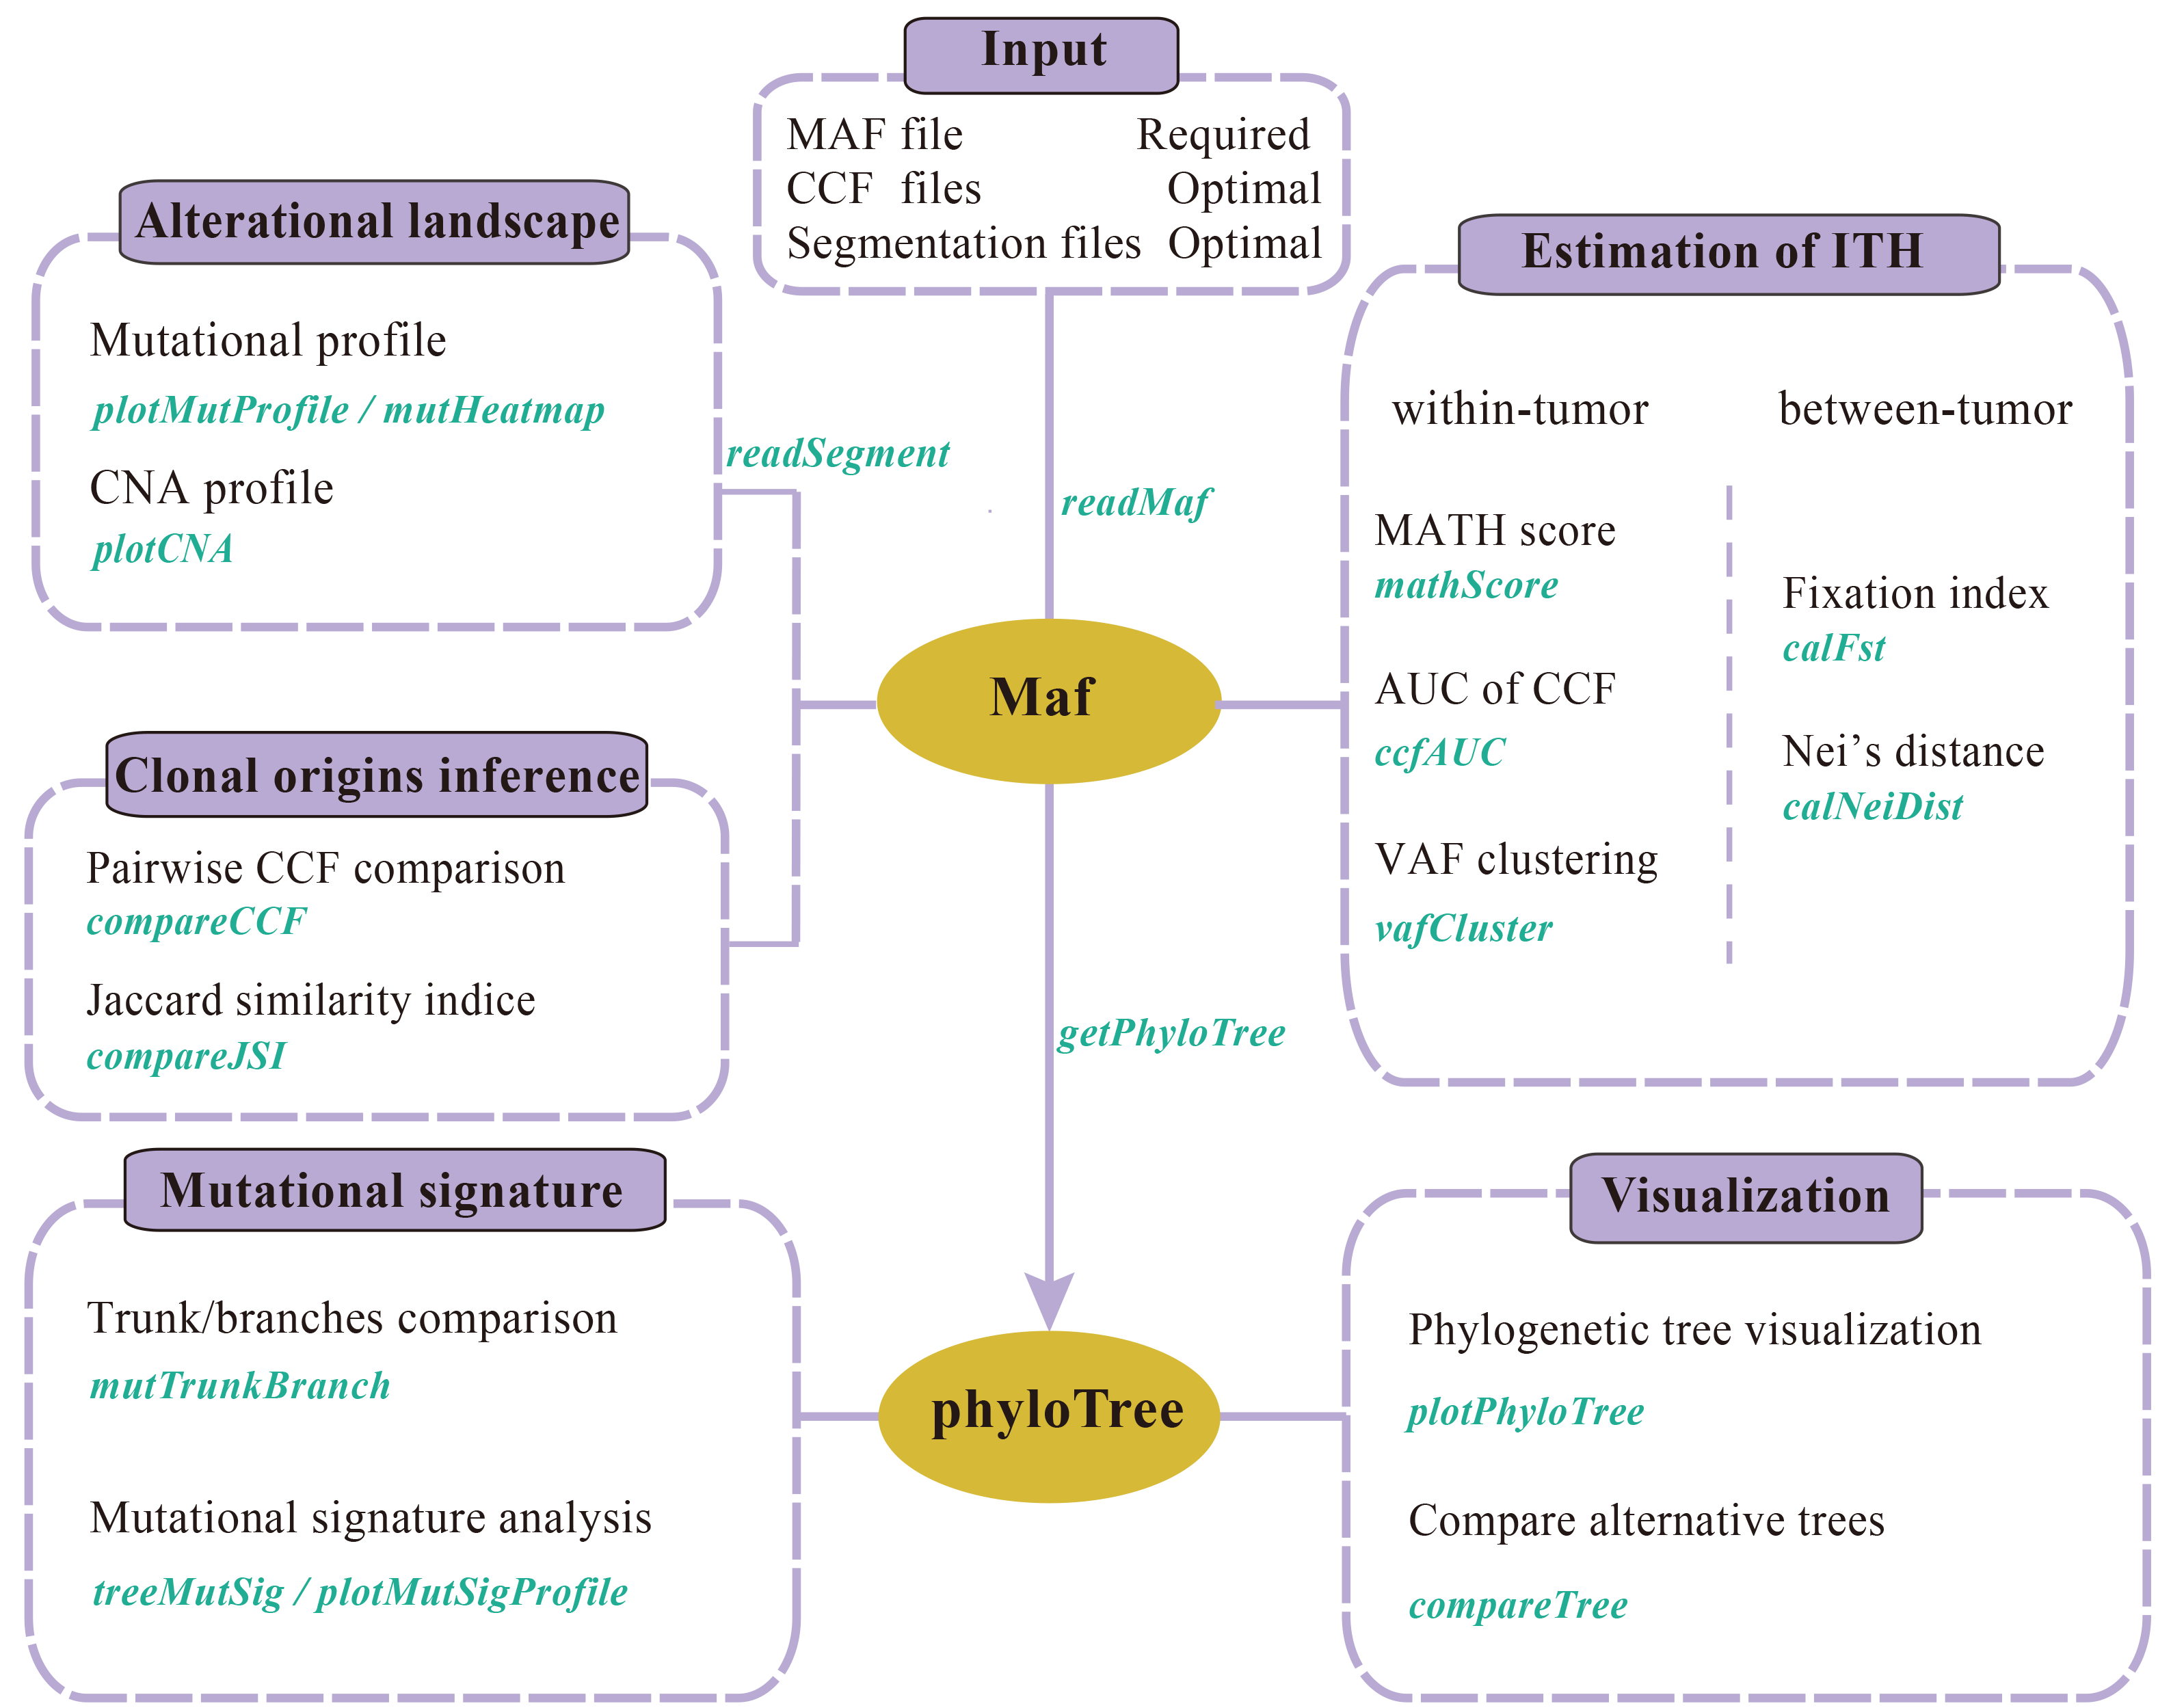 Input
MAF file Required
CCF files Optimal
Segmentation files Optimal
Alterational landscape
Mutational profile
plotMutProfile / mutHeatmap
CNA profile
plotCNA
readSegment
readMaf
Estimation of ITH
within-tumor
MATH score
mathScore
AUC of CCF
ccfAUC
VAF clustering
vafCluster
between-tumor
Fixation index
calFst
Nei’s distance
calNeiDist
Maf
Clonal origins inference
Pairwise CCF comparison
compareCCF
Jaccard similarity indice
compareJSI
getPhyloTree
Mutational signature
Trunk/branches comparison
mutTrunkBranch
Mutational signature analysis
treeMutSig / plotMutSigProfile
phyloTree
Visualization
Phylogenetic tree visualization
plotPhyloTree
Compare alternative trees
compareTree